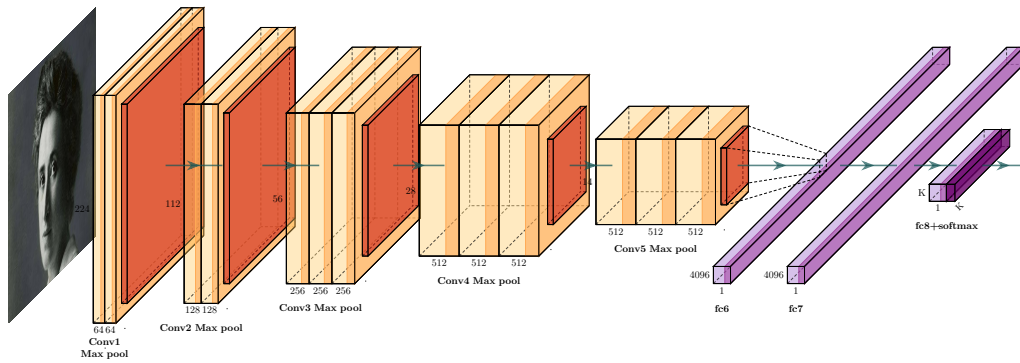 224
64 64
Conv1
Max pool
112
128 128
Conv2 Max pool
56
256 256 256
Conv3 Max pool
28
512 512 512
Conv4 Max pool
14
512 512 512
Conv5 Max pool
4096
1
fc6
4096
1
fc7
K
1
K
fc8+softmax